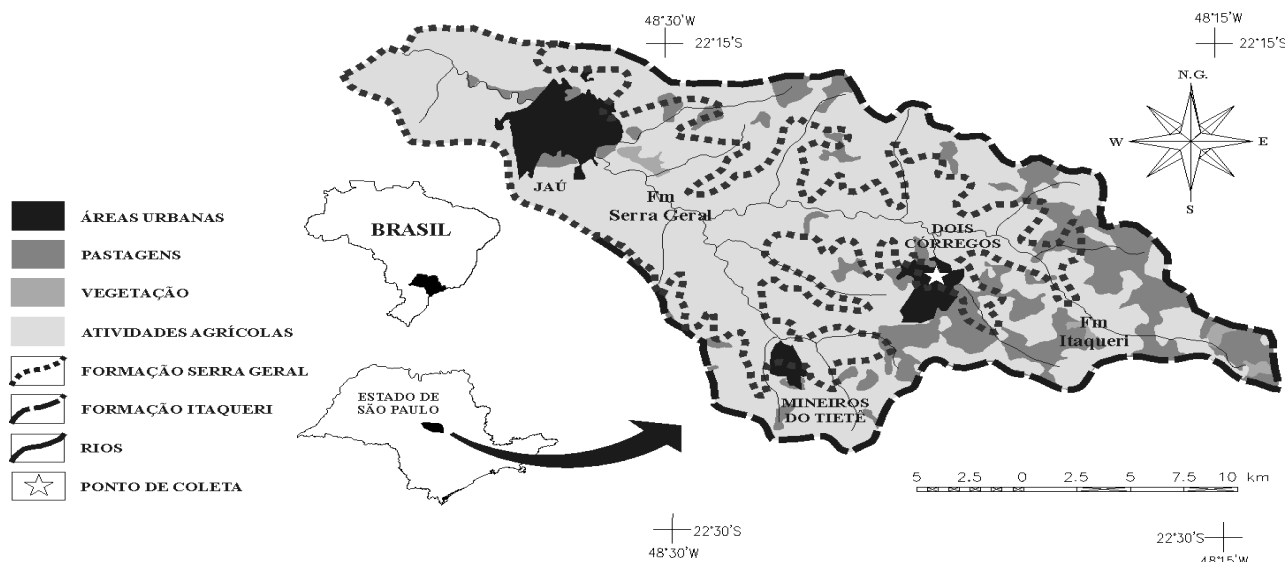 48°30'W
22°15'S
48°15'W
22°15'S
N.G.
W
E
S
JAÚ
Fm
Serra Geral
DOIS
CÓRREGOS
Fm
Itaqueri
MINEIROS
DO TIETÊ
ÁREAS URBANAS
PASTAGENS
VEGETAÇÃO
ATIVIDADES AGRÍCOLAS
FORMAÇÃO SERRA GERAL
FORMAÇÃO ITAQUERI
RIOS
PONTO DE COLETA
BRASIL
ESTADO DE
SÃO PAULO
5 2.5 0 2.5 5 7.5 10 km
22°30'S
48°30'W
22°30'S
48°15'W